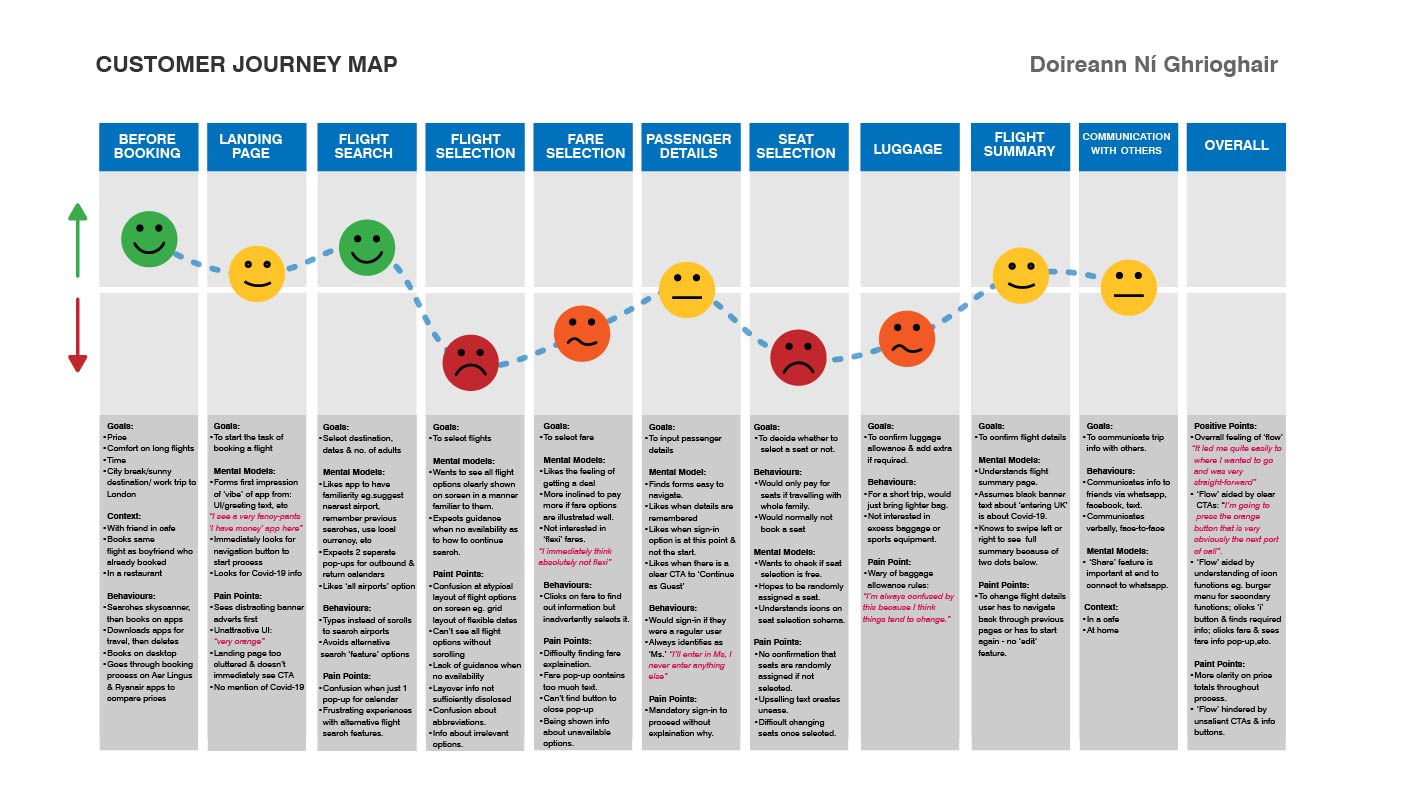 CUSTOMER JOURNEY MAP
Doireann Ní Ghrioghair
BEFORE
BOOKING
Goals:
•Price
•Comfort on long flights
•Time
•City break/sunny
destination/ work trip to
London
Context:
•With friend in cafe
•Books same
flight as boyfriend who
already booked
•In a restaurant
Behaviours:
•Searches skysoanner,
then books on apps
•Downloads apps for
travel, then deletes
•Books on desktop
•Goes through booking
process on Aer Lingus
& Ryanair apps to
compare prices
LANDING
PAGE
Goals:
•To start the task of
booking a flight
Mental Models:
•Forms first impression
of 'vibe' of app from:
UI/greeting text, etc
"I see a very fancy-pants
'I have money' app here"
•Immediately looks for
navigation button to
start process
•Looks for Covid-19 info
Pain Points:
•Sees distracting banner
adverts first
•Unattractive UI:
"very orange"
•Landing page too
cluttered & doesn't
immediately see CTA
•No mention of Covid-19
FLIGHT
SEARCH
Goals:
•Select destination,
dates & no. of adults
Mental Models:
•Likes app to have
familiarity eg.suggest
nearest airport,
remember previous
searches, use local
currency, etc
•Expects 2 separate
pop-ups for outbound &
return calendars
•Likes 'all airports' option
Behaviours:
•Types instead of scrolls
to search airports
•Avoids alternative
search 'feature' options
Pain Points:
•Confusion when just 1
pop-up for calendar
•Frustrating experiences
with alternative flight
search features.
FLIGHT
SELECTION
Goals:
•To select flights
Mental models:
•Wants to see all flight
options clearly shown
on screen in a manner
familiar to them.
•Expects guidance
when no availability as
to how to continue
search.
Paint Points:
•Confusion at atypioal
layout of flight options
on screen eg. grid
layout of flexible dates
•Can't see all flight
options without
scrolling
•Lack of guidance when
no availability
•Layover info not
sufficiently disclosed
•Confusion about
abbreviations.
•Info about irrelevant
options.
FARE
SELECTION
Goals:
•To select fare
Mental Models:
•Likes the feeling of
getting a deal
•More inclined to pay
more if fare options
are illustrated well.
•Not interested in
'flexi' fares.
"I immediately think
absolutely not flexi"
Behaviours:
•Clicks on fare to find
out information but
inadvertently selects it.
Pain Points:
•Difficulty finding fare
explaination.
•Fare pop-up contains
too much text.
•Can't find button to
close pop-up
•Being shown info
about unavailable
options.
PASSENGER
DETAILS
Goals:
•To input passenger
details
Mental Model:
•Finds forms easy to
navigate.
•Likes when details are
remembered
•Likes when sign-in
option is at this point &
not the start.
•Likes when there is a
clear CTA to 'Continue
as Guest'
Behaviours:
•Would sign-in if they
were a regular user
•Always identifies as
'Ms.' "I'll enter in Ms, I
never enter anything
else"
Pain Points:
•Mandatory sign-in to
proceed without
explaination why.
SEAT
SELECTION
Goals:
•To decide whether to
select a seat or not.
Behaviours:
•Would only pay for
seats if travelling with
whole family.
•Would normally not
book a seat
Mental Models:
•Wants to check if seat
selection is free.
•Hopes to be randomly
assigned a seat.
•Understands icons on
seat selection schema.
Pain Points:
•No confirmation that
seats are randomly
assigned if not
selected.
•Upselling text creates
unease.
•Difficult changing
seats once selected.
LUGGAGE
Goals:
•To confirm luggage
allowance & add extra
if required.
Behaviours:
•For a short trip, would
just bring lighter bag.
•Not interested in
excess baggage or
sports equipment.
Pain Point:
•Wary of baggage
allowance rules:
"I'm always confused by
this because I think
things tend to change."
FLIGHT
SUMMARY
Goals:
•To confirm flight details
Mental Models:
•Understands flight
summary page.
•Assumes black banner
text about 'entering UK'
is about Covid-19.
•Knows to swipe left or
right to see full
summary because of
two dots below.
Paint Points:
•To change flight details
user has to navigate
back through previous
pages or has to start
again - no 'edit'
feature.
COMMUNICATION
WITH OTHERS
Goals:
•To communicate trip
info with others.
Behaviours:
•Communicates info to
friends via whatsapp,
facebook, text.
•Communicates
verbally, face-to-face
Mental Models:
•'Share' feature is
important at end to
connect to whatsapp.
Context:
•In a cafe
•At home
OVERALL
Positive Points:
•Overrall feeling of 'flow'
"It led me quite easily to
where I wanted to go
and was very
straight-forward"
• 'Flow' aided by clear
CTAs: "I'm going to
press the orange
button that is very
obviously the next port
of call".
• 'Flow' aided by
understanding of icon
functions eg. burger
menu for secondary
functions; clicks 'i'
button & finds required
info; clicks fare & sees
fare info pop-up,etc.
Paint Points:
•More clarity on price
totals throughout
process.
• 'Flow' hindered by
unsalient CTAs & info
buttons.